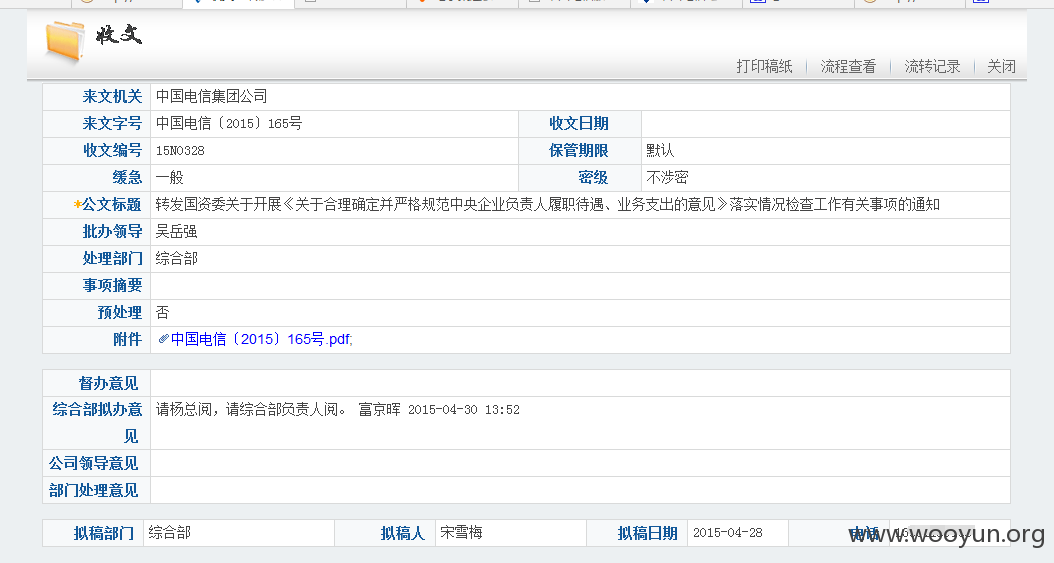 收文
打印稿纸 流程查看 流转记录 关闭
来文机关 中国电信集团公司
来文字号 中国电信〔2015〕165号 收文日期
收文编号 15N0328 保管期限 默认
缓急 一般 密级 不涉密
*公文标题 转发国资委关于开展《关于合理确定并严格规范中央企业负责人履职待遇、业务支出的意见》落实情况检查工作有关事项的通知
批办领导 吴岳强
处理部门 综合部
事项摘要
预处理 否
附件 中国电信〔2015〕165号.pdf;
督办意见
综合部拟办意 请杨总阅，请综合部负责人阅。 富京晖 2015-04-30 13:52
见
公司领导意见
部门处理意见
拟稿部门 综合部 拟稿人 宋雪梅 拟稿日期 2015-04-28 电话
www.wooyun.org